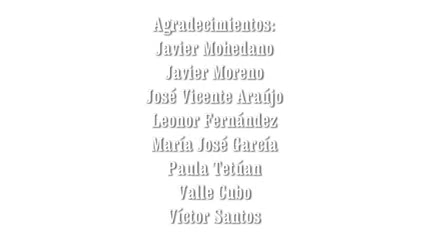 Agradecimientos:
Javier Mohedano
Javier Moreno
José Vicente Araújo
Leonor Fernández
María José García
Paula Tetúan
Valle Cubo
Víctor Santos